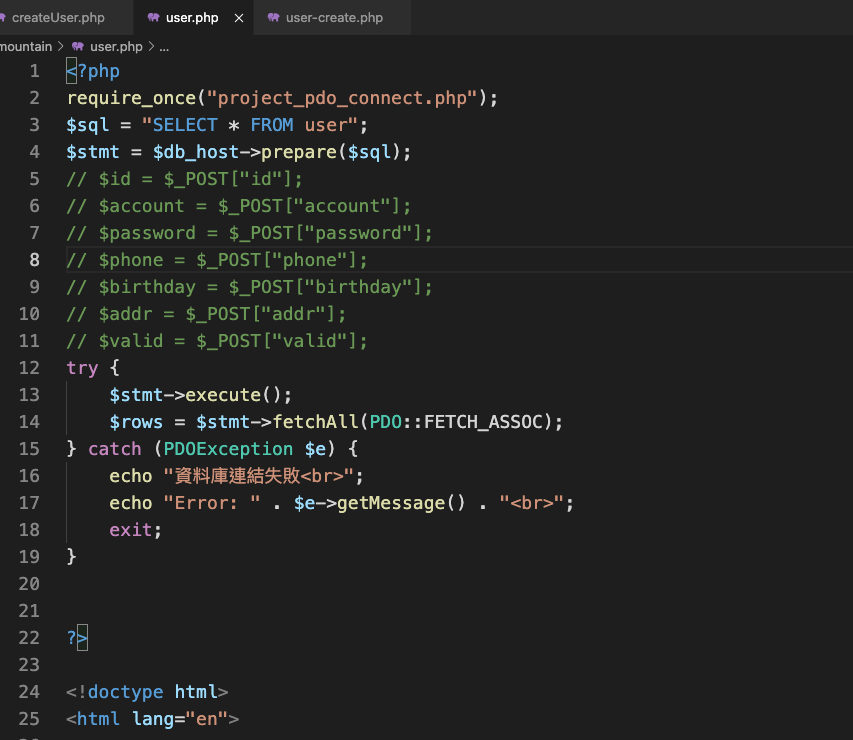 createUser.php user.php × user-create.php
mountain > user.php > ...
1 <?php
2 require_once("project_pdo_connect.php");
3 $sql = "SELECT * FROM user";
4 $stmt = $db_host->prepare($sql);
5 // $id = $_POST["id"];
6 // $account = $_POST["account"];
7 // $password = $_POST["password"];
8 // $phone = $_POST["phone"];
9 // $birthday = $_POST["birthday"];
10 // $addr = $_POST["addr"];
11 // $valid = $_POST["valid"];
12 try {
13 $stmt->execute();
14 $rows = $stmt->fetchAll(PDO::FETCH_ASSOC);
15 } catch (PDOException $e) {
16 echo "資料庫連結失敗<br>";
17 echo "Error: " . $e->getMessage() . "<br>";
18 exit;
19 }
20
21
22 ?>
23
24 <!doctype html>
25 <html lang="en">